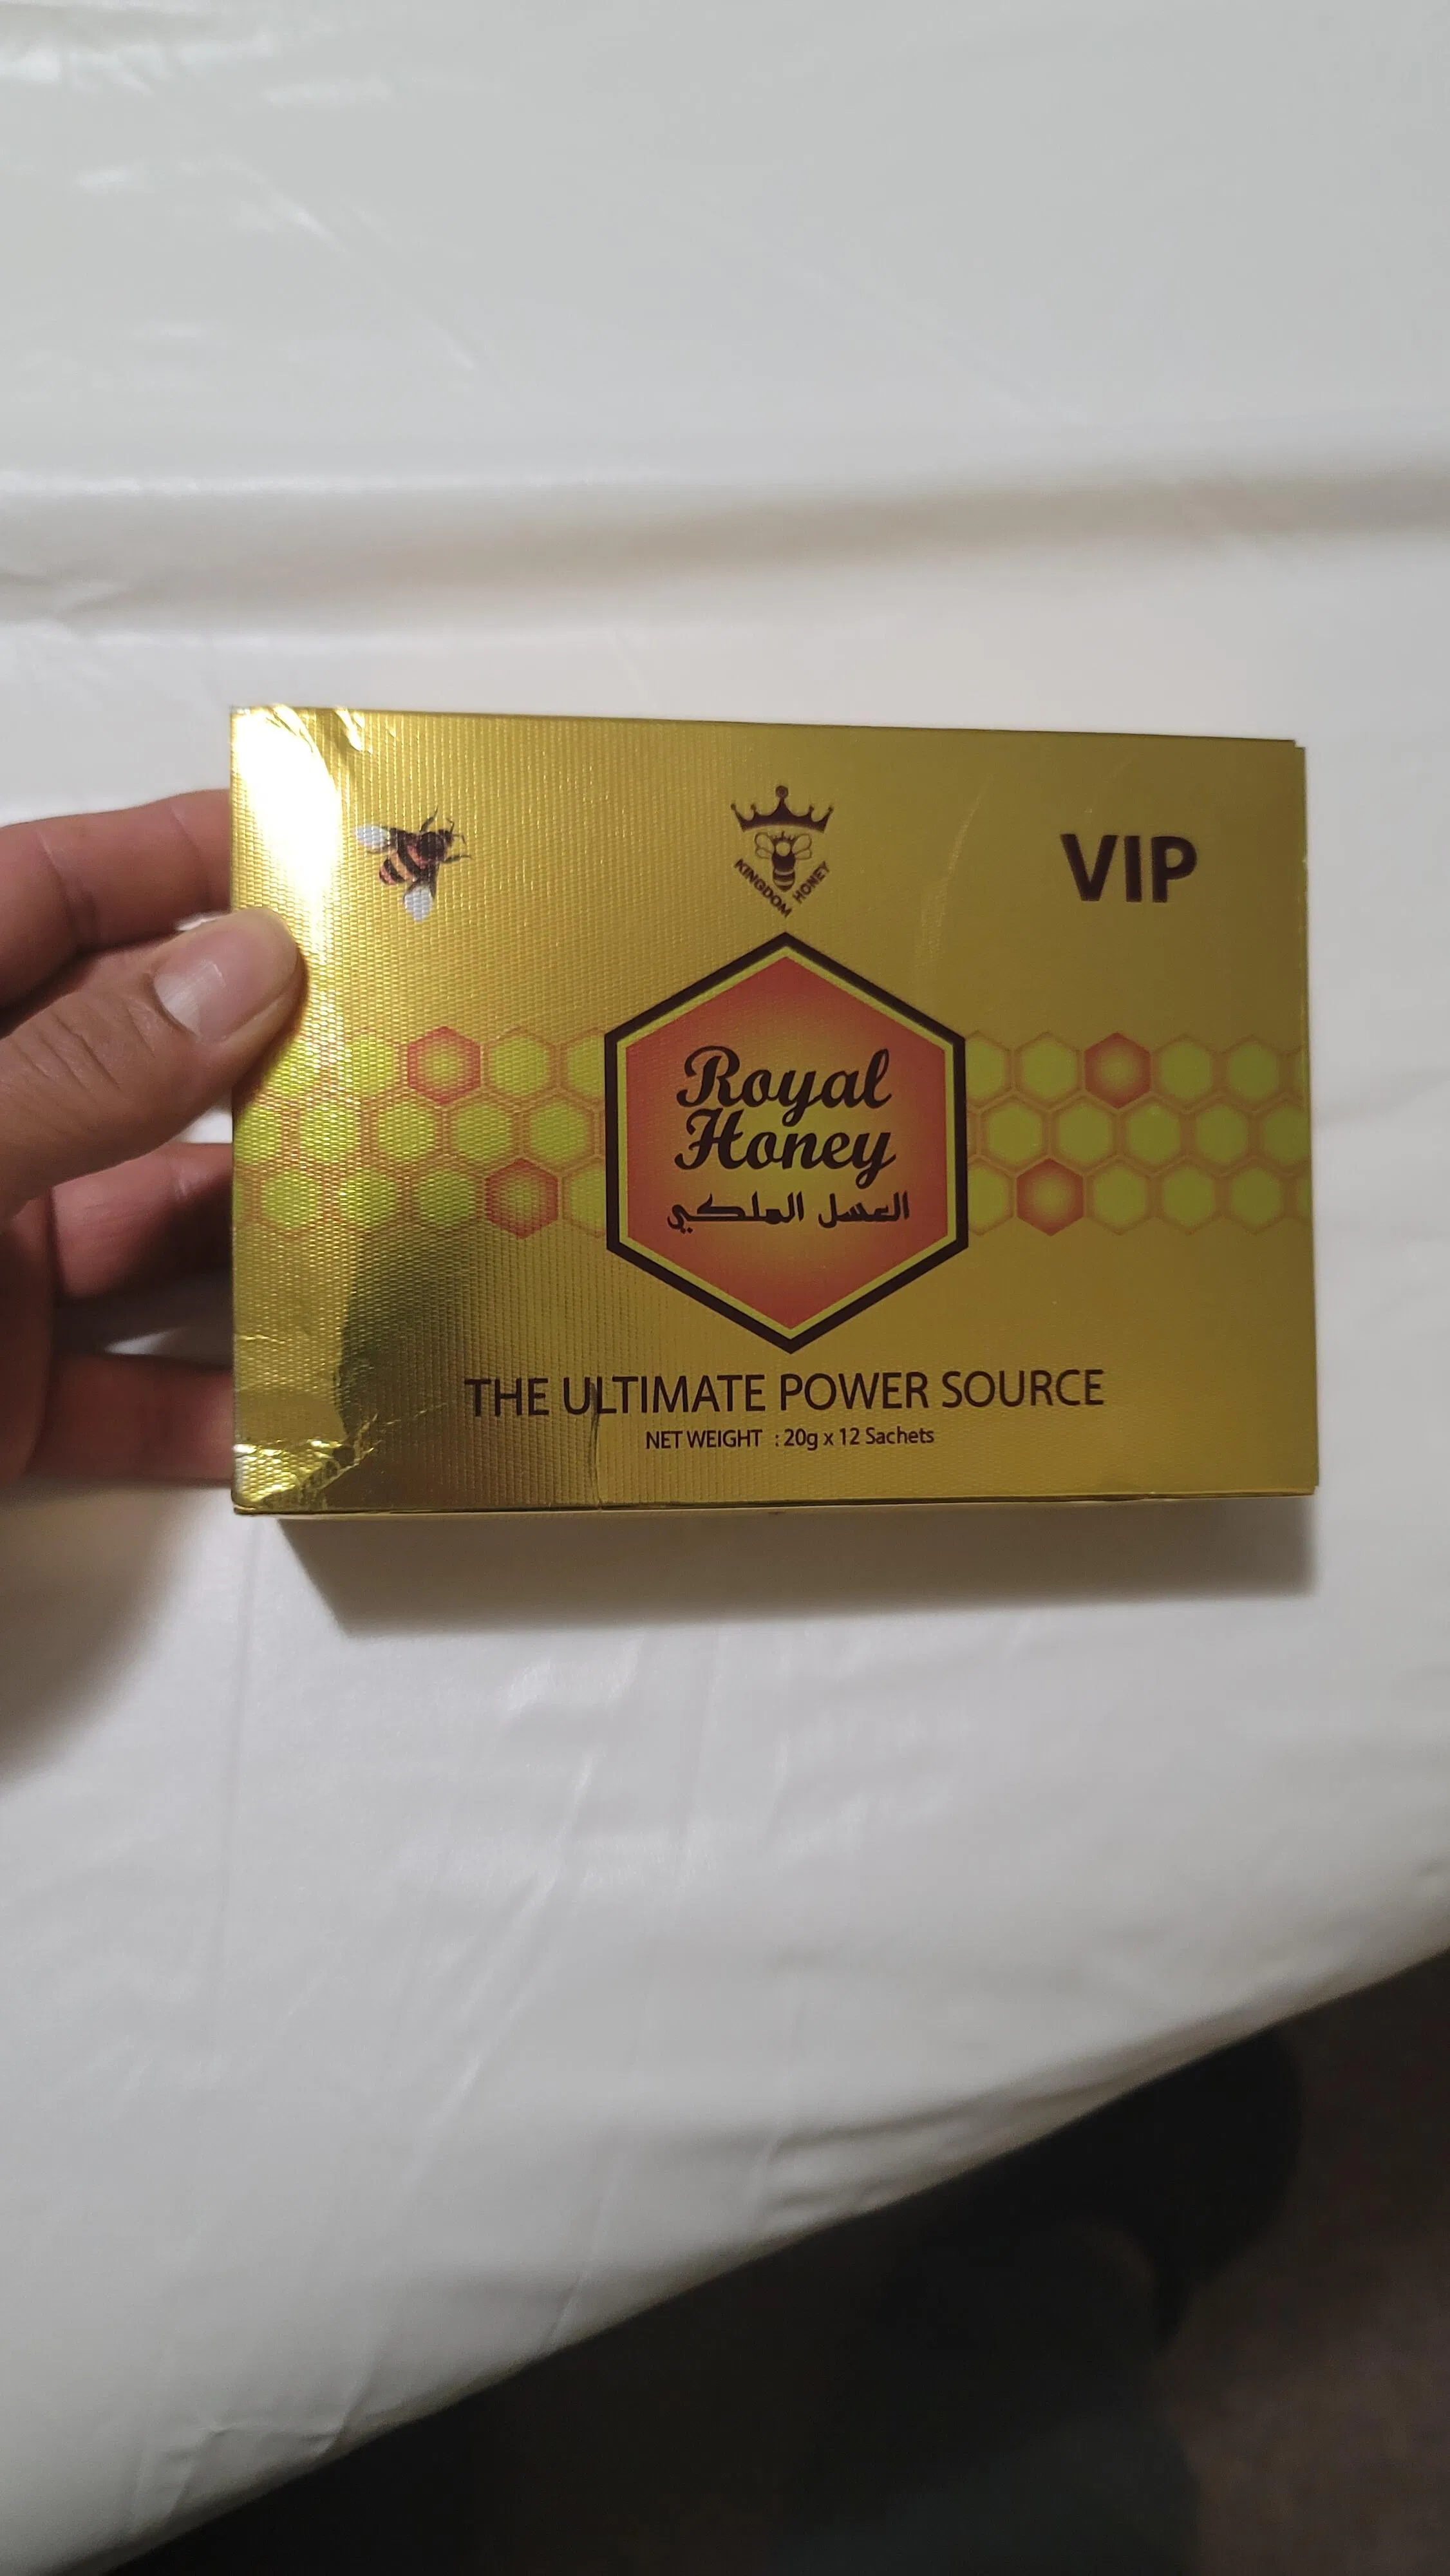 KINGDOM HONEY
VIP
Royal
Honey
العسل الملكي
THE ULTIMATE POWER SOURCE
NET WEIGHT : 20g x 12 Sachets